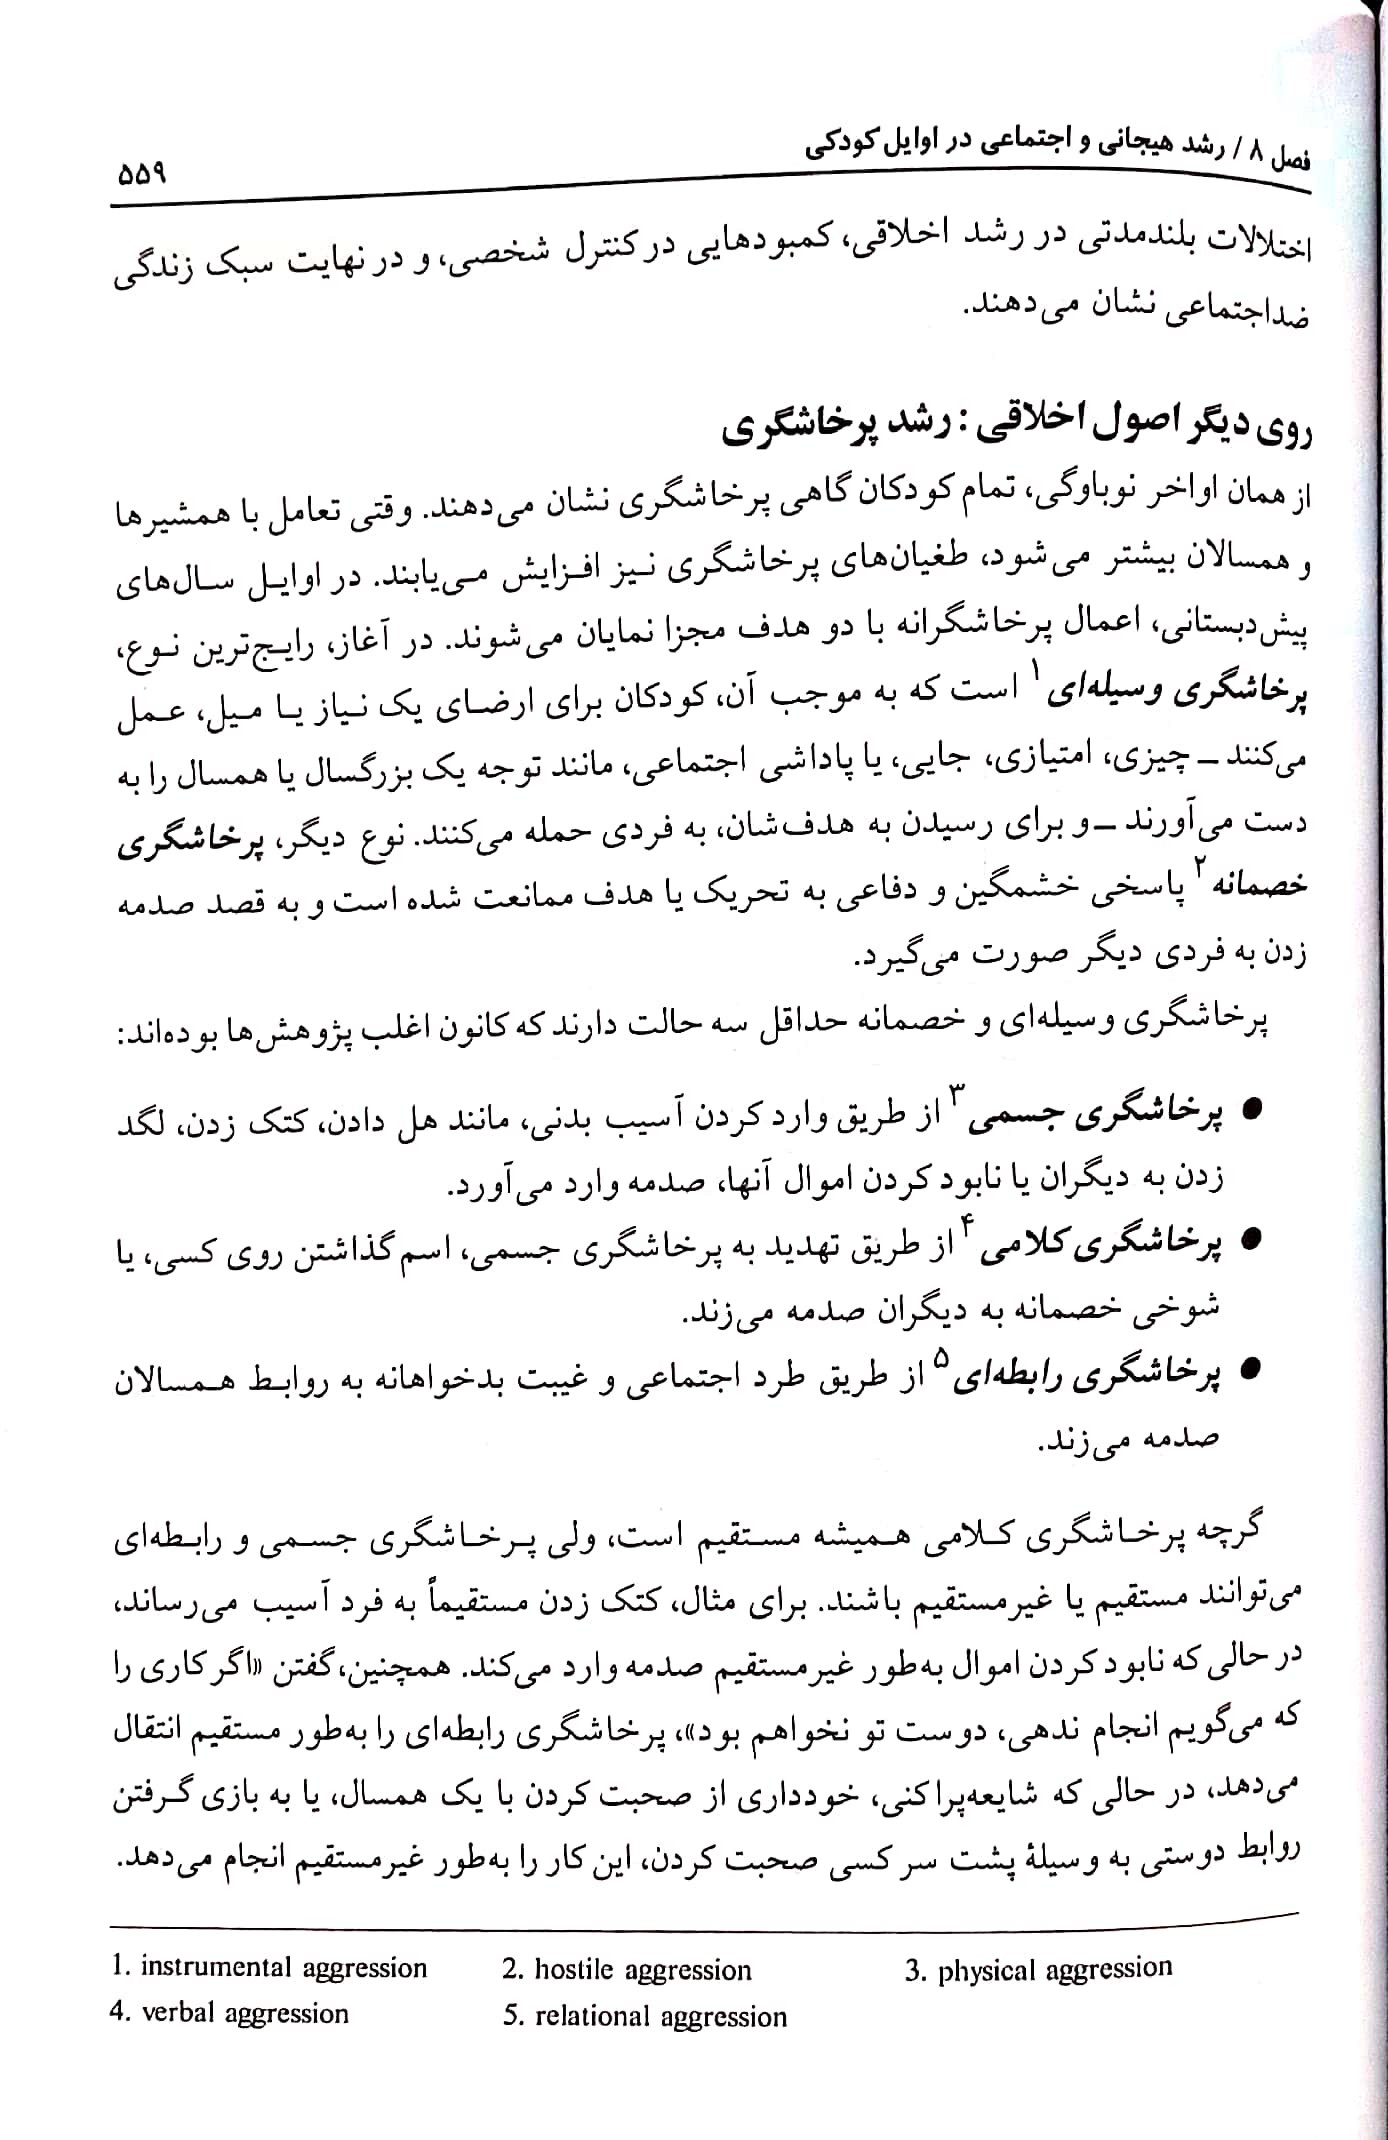 فصل ۸ / رشد هیجانی و اجتماعی در اوایل کودکی ۵۵۹
اختلالات بلندمدتی در رشد اخلاقی، کمبودهایی در کنترل شخصی، و در نهایت سبک زندگی
ضداجتماعی نشان می‌دهند.
روی دیگر اصول اخلاقی: رشد پرخاشگری
از همان اواخر نوباوگی، تمام کودکان گاهی پرخاشگری نشان می‌دهند. وقتی تعامل با همشیرها
و همسالان بیشتر می‌شود، طغیان‌های پرخاشگری نیز افزایش می‌یابند. در اوایل سال‌های
پیش‌دبستانی، اعمال پرخاشگرانه با دو هدف مجزا نمایان می‌شوند. در آغاز، رایج‌ترین نوع،
پرخاشگری وسیله‌ای۱ است که به موجب آن، کودکان برای ارضای یک نیاز یا میل، عمل
می‌کنند ـ چیزی، امتیازی، جایی، یا پاداشی اجتماعی، مانند توجه یک بزرگسال یا همسال را به
دست می‌آورند ـ و برای رسیدن به هدف‌شان، به فردی حمله می‌کنند. نوع دیگر، پرخاشگری
خصمانه۲ پاسخی خشمگین و دفاعی به تحریک یا هدف ممانعت شده است و به قصد صدمه
زدن به فردی دیگر صورت می‌گیرد.
پرخاشگری وسیله‌ای و خصمانه حداقل سه حالت دارند که کانون اغلب پژوهش‌ها بوده‌اند:
● پرخاشگری جسمی۳ از طریق وارد کردن آسیب بدنی، مانند هل دادن، کتک زدن، لگد
زدن به دیگران یا نابود کردن اموال آنها، صدمه وارد می‌آورد.
● پرخاشگری کلامی۴ از طریق تهدید به پرخاشگری جسمی، اسم گذاشتن روی کسی، یا
شوخی خصمانه به دیگران صدمه می‌زند.
● پرخاشگری رابطه‌ای۵ از طریق طرد اجتماعی و غیبت بدخواهانه به روابط همسالان
صدمه می‌زند.
گرچه پرخاشگری کلامی همیشه مستقیم است، ولی پرخاشگری جسمی و رابطه‌ای
می‌توانند مستقیم یا غیرمستقیم باشند. برای مثال، کتک زدن مستقیماً به فرد آسیب می‌رساند،
در حالی که نابود کردن اموال به‌طور غیرمستقیم صدمه وارد می‌کند. همچنین، گفتن «اگر کاری را
که می‌گویم انجام ندهی، دوست تو نخواهم بود»، پرخاشگری رابطه‌ای را به‌طور مستقیم انتقال
می‌دهد، در حالی که شایعه‌پراکنی، خودداری از صحبت کردن با یک همسال، یا به بازی گرفتن
روابط دوستی به وسیلهٔ پشت سر کسی صحبت کردن، این کار را به‌طور غیرمستقیم انجام می‌دهد.
1. instrumental aggression 2. hostile aggression 3. physical aggression
4. verbal aggression 5. relational aggression